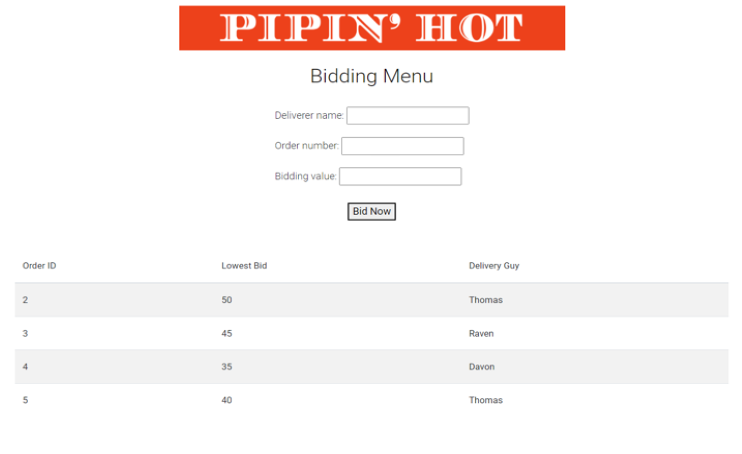 PIPIN' HOT
Bidding Menu
Deliverer name:
Order number:
Bidding value:
Bid Now
Order ID Lowest Bid Delivery Guy
2 50 Thomas
3 45 Raven
4 35 Davon
5 40 Thomas